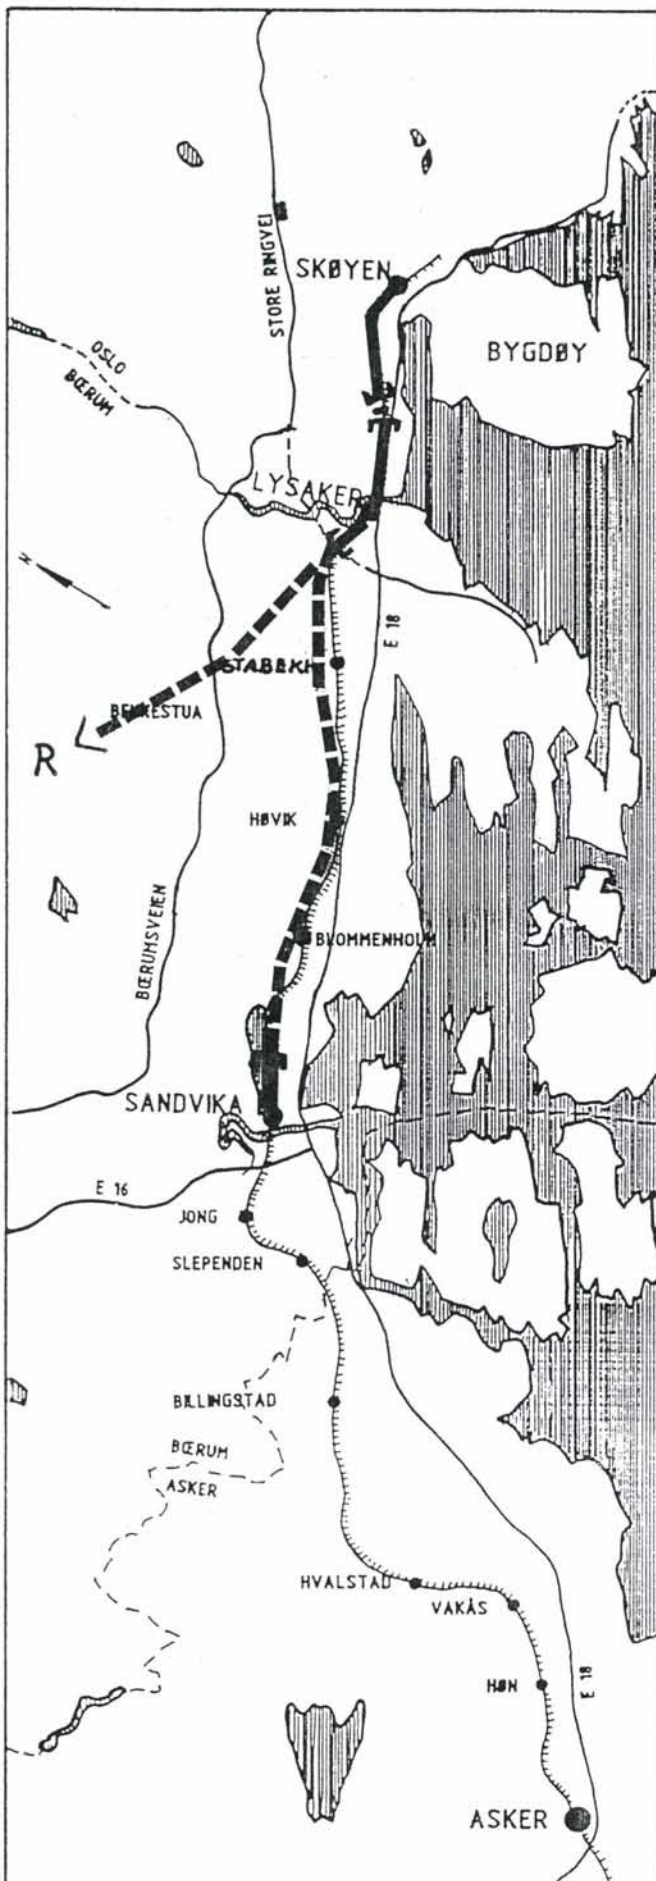 STORE RINGVEI
SKØYEN
OSLO
BÆRUM
BYGDØY
LYSAKER
N
E 18
STABEKK
BEKKESTUA
R
HØVIK
BLOMMENHOLM
BÆRUMSVEIEN
SANDVIKA
E 16
JONG
SLEPENDEN
BILLINGSTAD
BÆRUM
ASKER
HVALSTAD
VAKÅS
HØN
E 18
ASKER